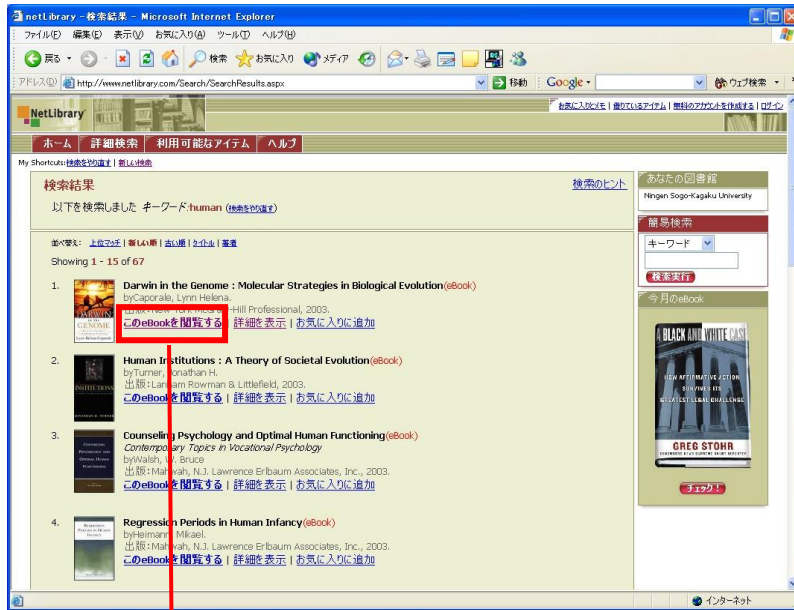 netLibrary - 検索結果 - Microsoft Internet Explorer
ファイル(F) 編集(E) 表示(V) お気に入り(A) ツール(T) ヘルプ(H)
戻る 検索 お気に入り メディア
アドレス(D) http://www.netlibrary.com/Search/SearchResults.aspx 移動 Google ウェブ検索
NetLibrary
お気に入りとメモ | 借りているアイテム | 無料のアカウントを作成する | ログイン
ホーム 詳細検索 利用可能なアイテム ヘルプ
My Shortcuts:検索をやり直す | 新しい検索
検索結果 検索のヒント
以下を検索しました キーワード:human (検索をやり直す)
並べ替え: 上位マッチ | 新しい順 | 古い順 | タイトル | 著者
Showing 1 - 15 of 67
1. Darwin in the Genome : Molecular Strategies in Biological Evolution(eBook)
byCaporale, Lynn Helena.
出版:New York McGraw-Hill Professional, 2003.
このeBookを閲覧する | 詳細を表示 | お気に入りに追加
DARWIN
GENOME
2. Human Institutions : A Theory of Societal Evolution(eBook)
byTurner, Jonathan H.
出版:Lanham Rowman & Littlefield, 2003.
このeBookを閲覧する | 詳細を表示 | お気に入りに追加
INSTITUTIONS
3. Counseling Psychology and Optimal Human Functioning(eBook)
Contemporary Topics in Vocational Psychology
byWalsh, W. Bruce
出版:Mahwah, N.J. Lawrence Erlbaum Associates, Inc., 2003.
このeBookを閲覧する | 詳細を表示 | お気に入りに追加
4. Regression Periods in Human Infancy(eBook)
byHeimann, Mikael.
出版:Mahwah, N.J. Lawrence Erlbaum Associates, Inc., 2003.
このeBookを閲覧する | 詳細を表示 | お気に入りに追加
あなたの図書館
Ningen Sogo-Kagaku University
簡易検索
キーワード
検索実行
今月のeBook
A BLACK AND WHITE CASE
HOW AFFIRMATIVE ACTION
SURVIVED ITS
GREATEST LEGAL CHALLENGE
GREG STOHR
チェック!
インターネット